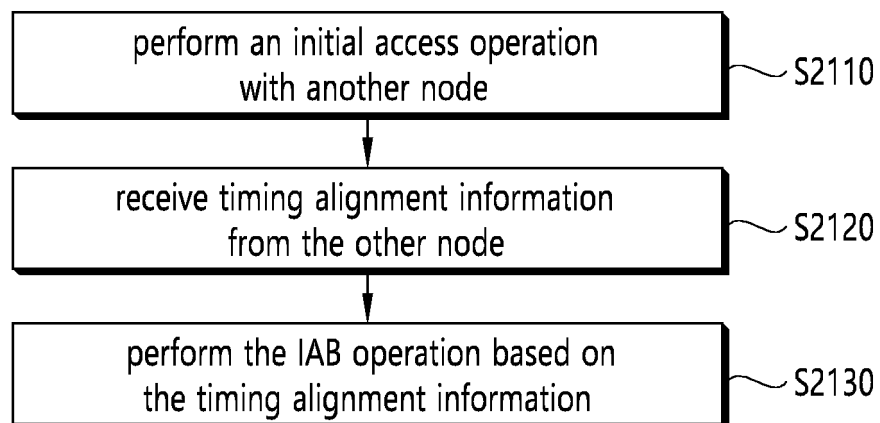 perform an initial access operation
with another node
S2110
receive timing alignment information
from the other node
S2120
perform the IAB operation based on
the timing alignment information
S2130